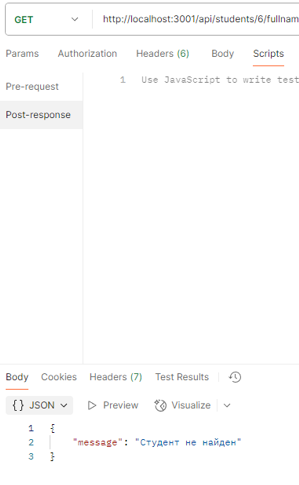 GET http://localhost:3001/api/students/6/fullnam
Params Authorization Headers (6) Body Scripts
Pre-request
Post-response
1 Use JavaScript to write test
Body Cookies Headers (7) Test Results
{} JSON Preview Visualize
1 {
2 "message": "Студент не найден"
3 }